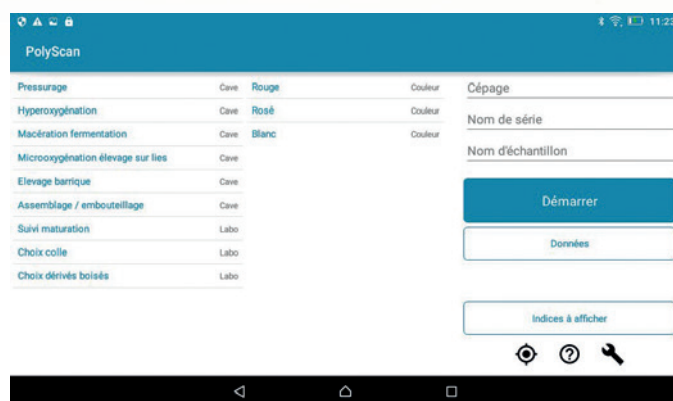 11:23
PolyScan
Pressurage Cave
Hyperoxygénation Cave
Macération fermentation Cave
Microoxygénation élevage sur lies Cave
Elevage barrique Cave
Assemblage / embouteillage Cave
Suivi maturation Labo
Choix colle Labo
Choix dérivés boisés Labo
Rouge Couleur
Rosé Couleur
Blanc Couleur
Cépage
Nom de série
Nom d'échantillon
Démarrer
Données
Indices à afficher